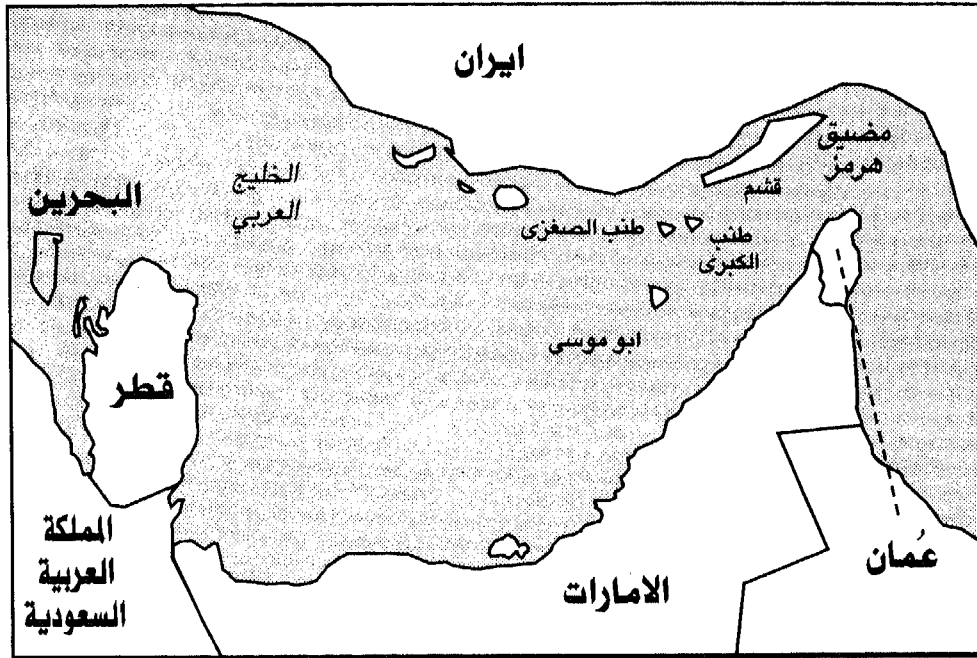 ايران
مضيق
هرمز
قشم
الخليج
العربي
البحرين
طنب الصغرى
طنب
الكبرى
ابو موسى
قطر
المملكة
العربية
السعودية
الامارات
عُمان